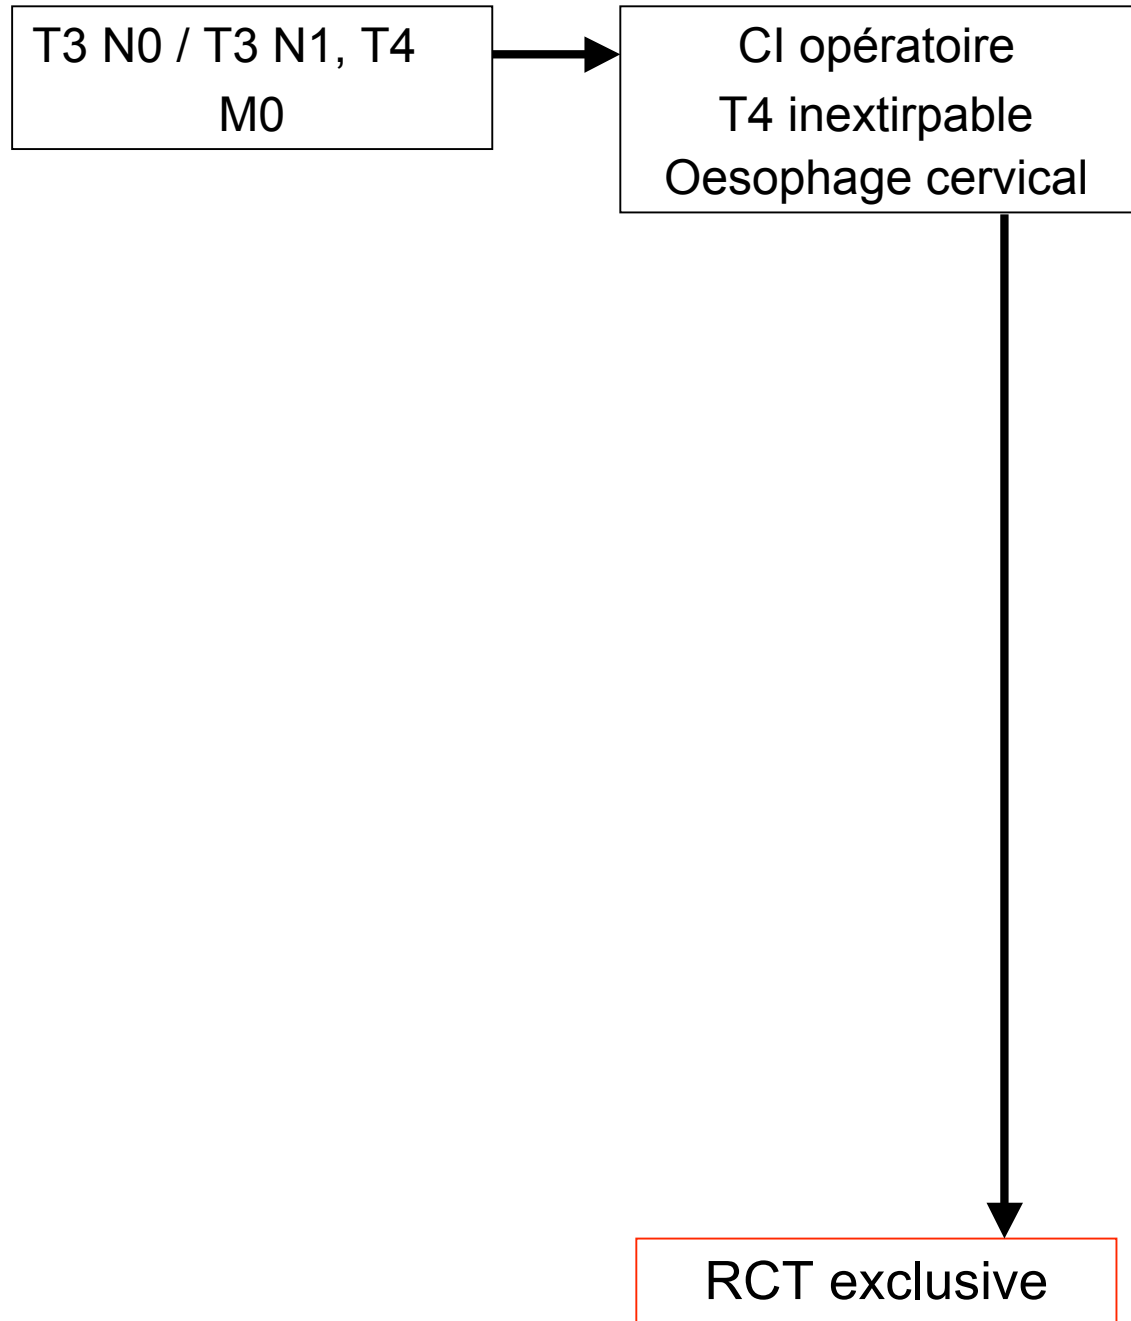 T3 N0 / T3 N1, T4
M0
CI opératoire
T4 inextirpable
Oesophage cervical
RCT exclusive